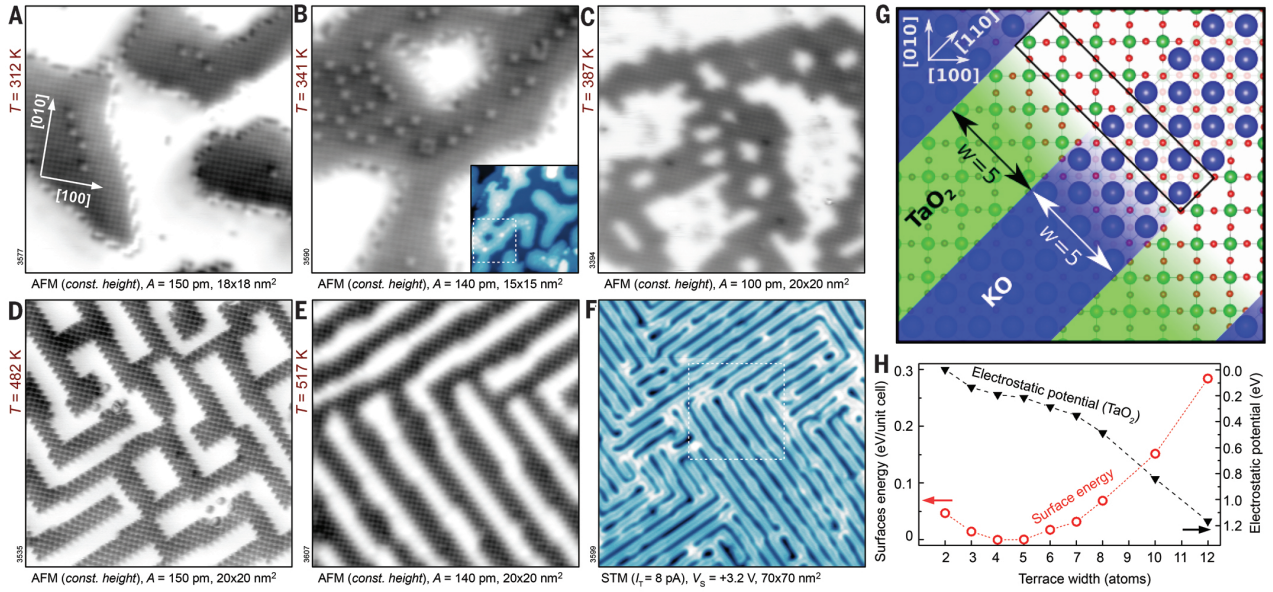 A
T = 312 K
[010]
[100]
3577
AFM (const. height), A = 150 pm, 18x18 nm²
B
T = 341 K
3590
AFM (const. height), A = 140 pm, 15x15 nm²
C
T = 387 K
3394
AFM (const. height), A = 100 pm, 20x20 nm²
D
T = 482 K
3535
AFM (const. height), A = 150 pm, 20x20 nm²
E
T = 517 K
3607
AFM (const. height), A = 140 pm, 20x20 nm²
F
3599
STM (I_T = 8 pA), V_S = +3.2 V, 70x70 nm²
G
[010]
[110]
[100]
w=5
TaO₂
w=5
KO
H
Surfaces energy (eV/unit cell)
0.3
0.2
0.1
0
Electrostatic potential (TaO₂)
Surface energy
0.0
0.2
0.4
0.6
0.8
1.0
1.2
Electrostatic potential (eV)
2 3 4 5 6 7 8 10 12
Terrace width (atoms)